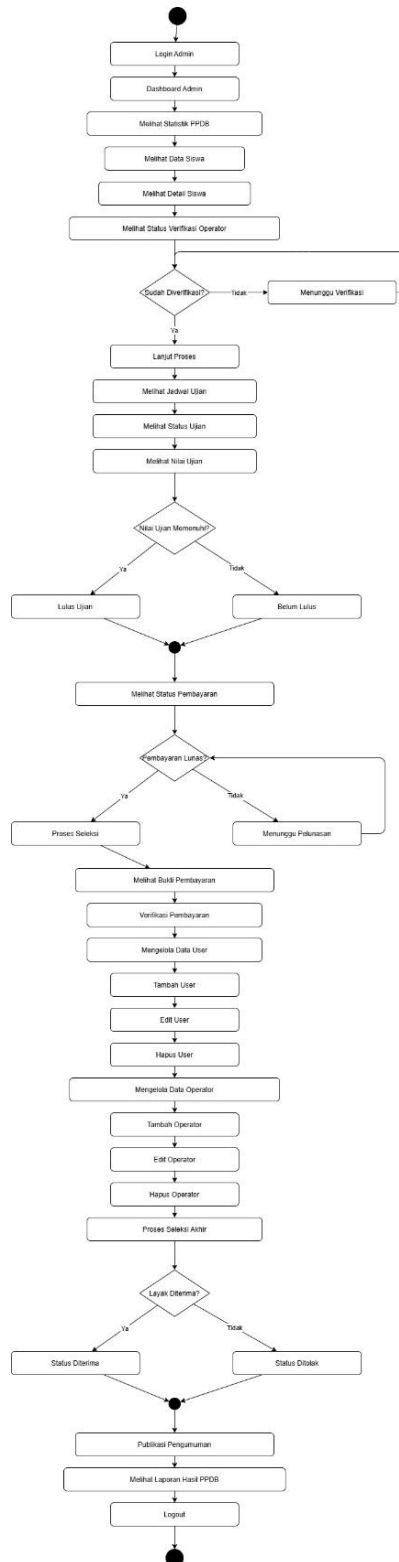 Login Admin
Dashboard Admin
Melihat Statistik PPDB
Melihat Data Siswa
Melihat Detail Siswa
Melihat Status Verifikasi Operator
Sudah Diverifikasi?
Tidak
Menunggu Verifikasi
Ya
Lanjut Proses
Melihat Jadwal Ujian
Melihat Status Ujian
Melihat Nilai Ujian
Nilai Ujian Memenuhi?
Ya
Tidak
Lulus Ujian
Belum Lulus
Melihat Status Pembayaran
Pembayaran Lunas?
Ya
Tidak
Proses Seleksi
Menunggu Pelunasan
Melihat Bukti Pembayaran
Verifikasi Pembayaran
Mengelola Data User
Tambah User
Edit User
Hapus User
Mengelola Data Operator
Tambah Operator
Edit Operator
Hapus Operator
Proses Seleksi Akhir
Layak Diterima?
Ya
Tidak
Status Diterima
Status Ditolak
Publikasi Pengumuman
Melihat Laporan Hasil PPDB
Logout